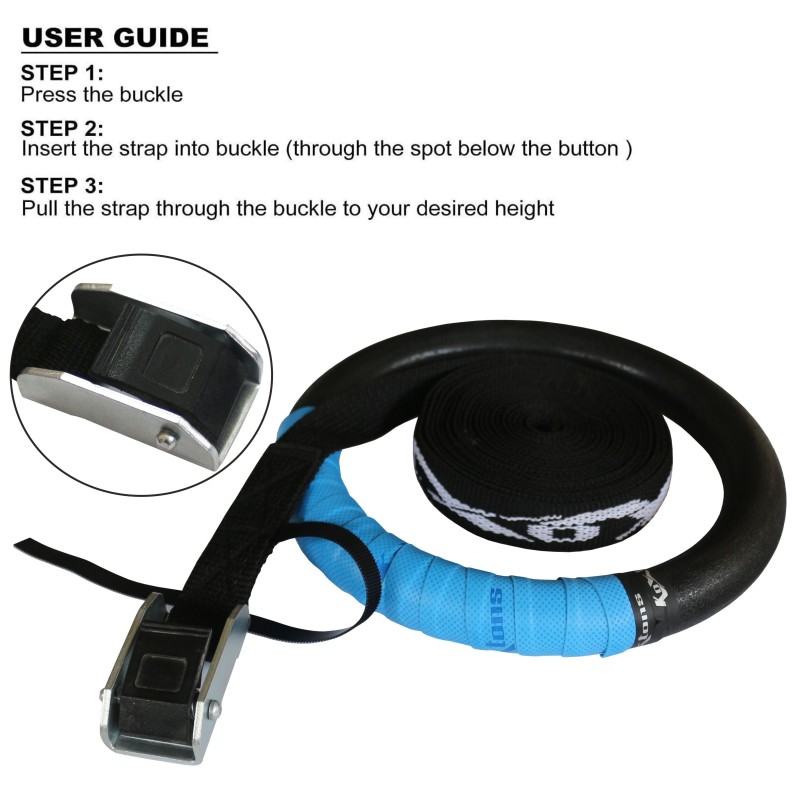 USER GUIDE
STEP 1:
Press the buckle
STEP 2:
Insert the strap into buckle (through the spot below the button )
STEP 3:
Pull the strap through the buckle to your desired height